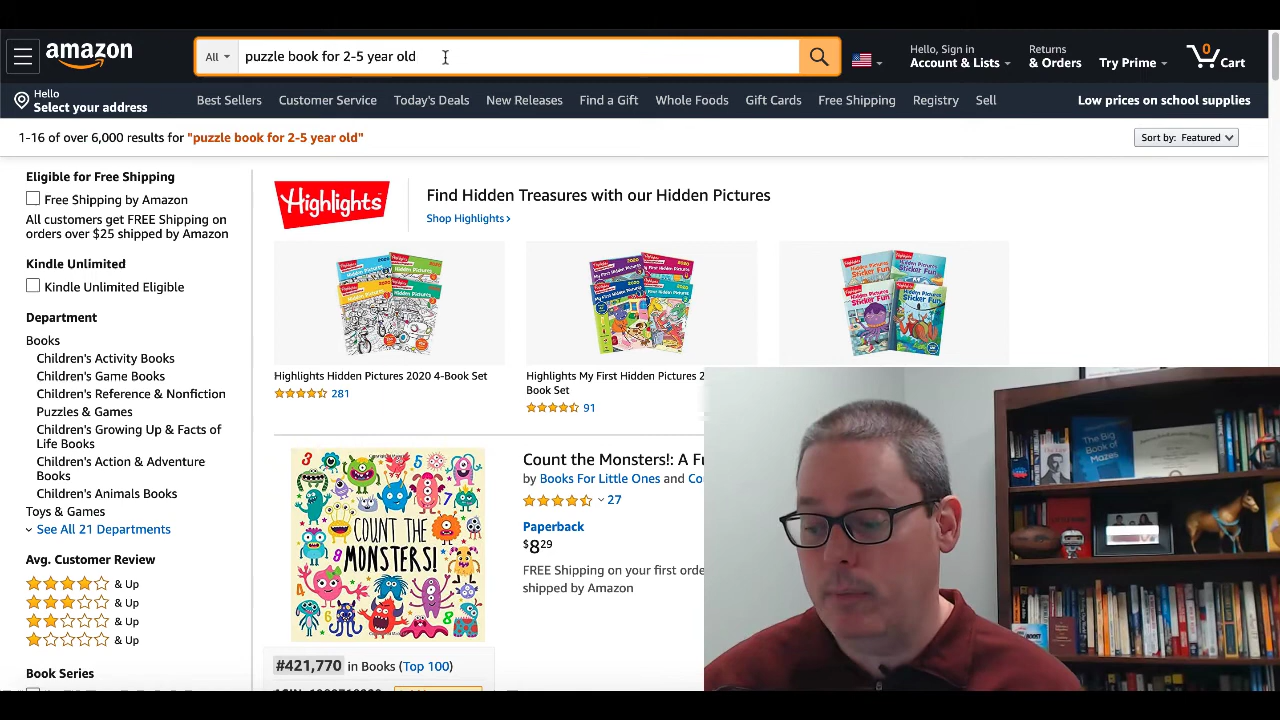 amazon
All
puzzle book for 2-5 year old
Hello, Sign in
Account & Lists
Returns
& Orders
Try Prime
0
Cart
Hello
Select your address
Best Sellers
Customer Service
Today's Deals
New Releases
Find a Gift
Whole Foods
Gift Cards
Free Shipping
Registry
Sell
Low prices on school supplies
1-16 of over 6,000 results for "puzzle book for 2-5 year old"
Sort by: Featured
Eligible for Free Shipping
Free Shipping by Amazon
All customers get FREE Shipping on
orders over $25 shipped by Amazon
Kindle Unlimited
Kindle Unlimited Eligible
Department
Books
Children's Activity Books
Children's Game Books
Children's Reference & Nonfiction
Puzzles & Games
Children's Growing Up & Facts of
Life Books
Children's Action & Adventure
Books
Children's Animals Books
Toys & Games
See All 21 Departments
Avg. Customer Review
& Up
& Up
& Up
& Up
Book Series
Highlights
Find Hidden Treasures with our Hidden Pictures
Shop Highlights›
Highlights Hidden Pictures 2020 4-Book Set
281
Highlights My First Hidden Pictures 2
Book Set
91
COUNT THE
MONSTERS!
Count the Monsters!: A F
by Books For Little Ones and Co
27
Paperback
$8 29
FREE Shipping on your first orde
shipped by Amazon
#421,770 in Books (Top 100)
The Big
Book of
Mazes